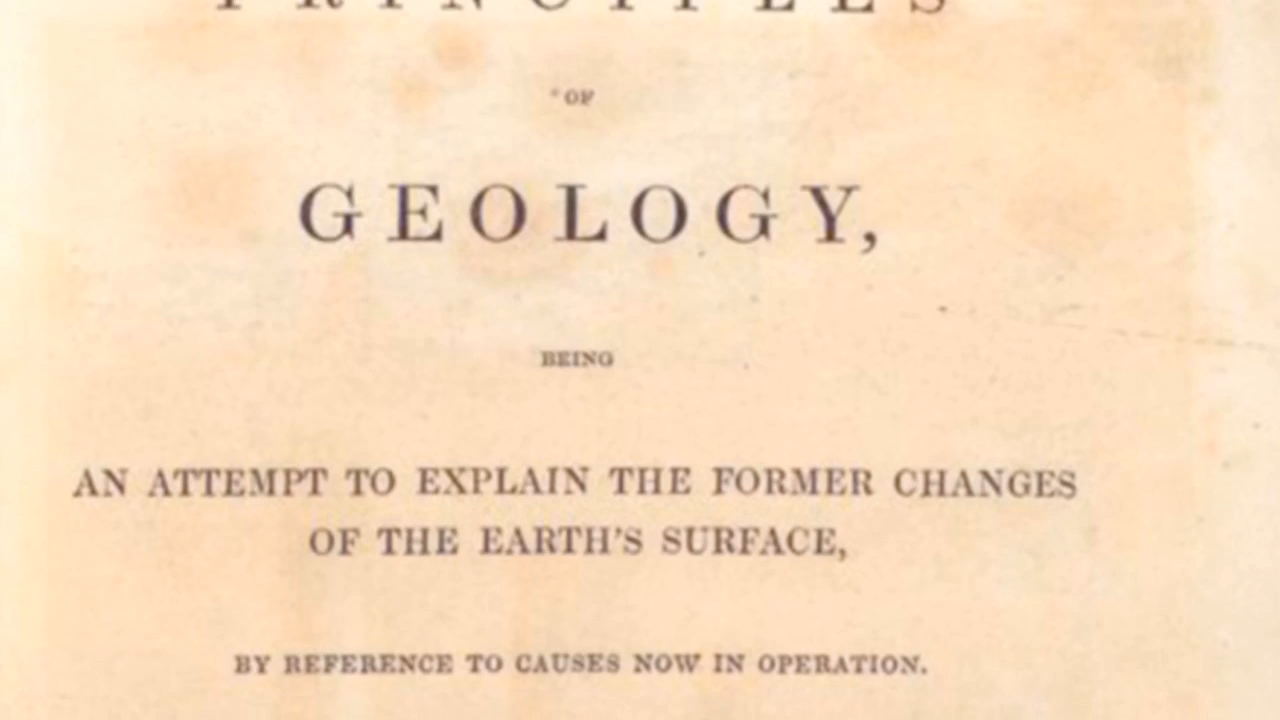 PRINCIPLES
OF
GEOLOGY,
BEING
AN ATTEMPT TO EXPLAIN THE FORMER CHANGES
OF THE EARTH'S SURFACE,
BY REFERENCE TO CAUSES NOW IN OPERATION.